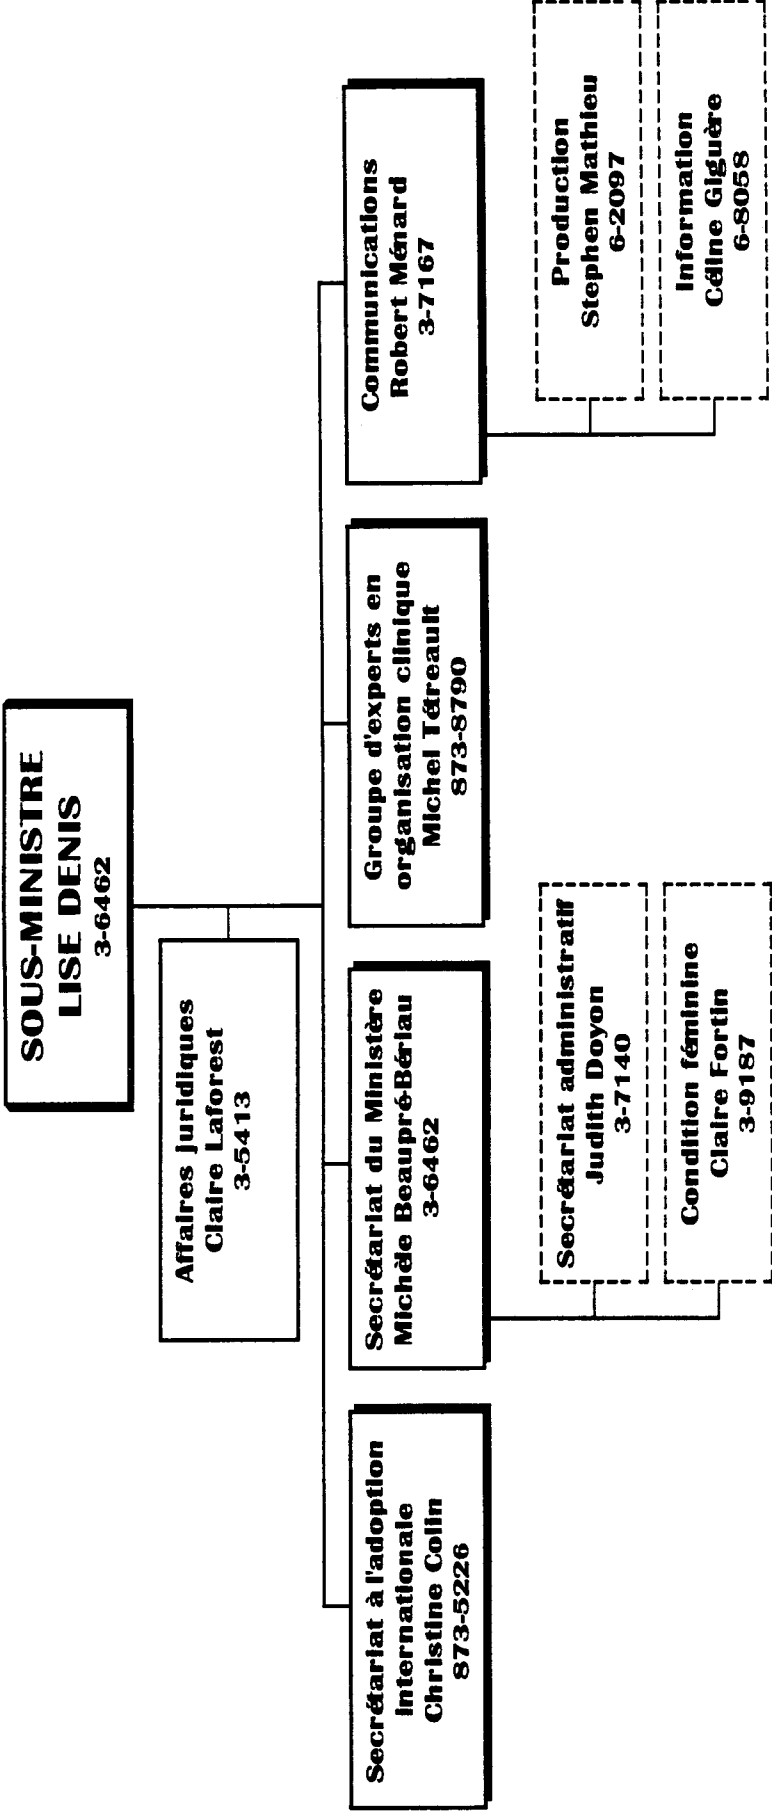 SOUS-MINISTRE
LISE DENIS
3-6462
Affaires juridiques
Claire Laforest
3-5413
Secrétariat à l'adoption
internationale
Christine Colin
873-5226
Secrétariat du Ministère
Michèle Beaupré-Bériau
3-6462
Secrétariat administratif
Judith Doyon
3-7140
Condition féminine
Claire Fortin
3-9187
Groupe d'experts en
organisation clinique
Michel Tétreault
873-8790
Communications
Robert Ménard
3-7167
Production
Stephen Mathieu
6-2097
Information
Céline Giguère
6-8058